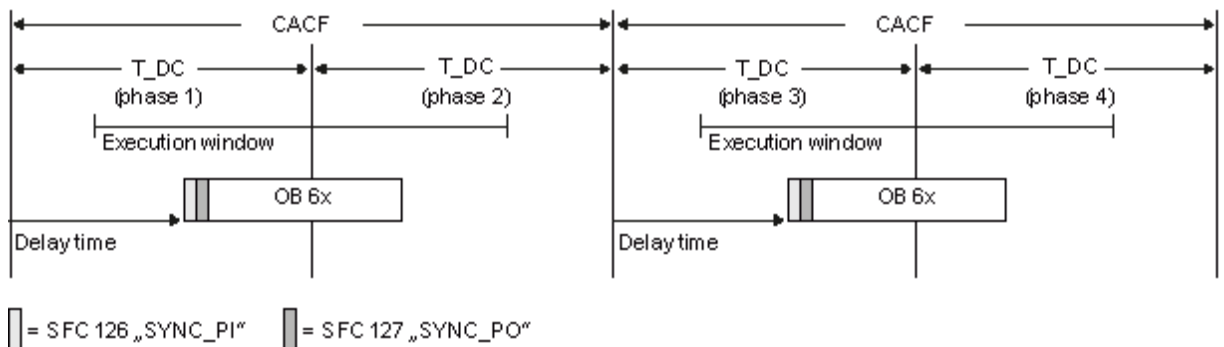 CACF CACF
T_DC T_DC T_DC T_DC
(phase 1) (phase 2) (phase 3) (phase 4)
Execution window Execution window
OB 6x OB 6x
Delay time Delay time
= SFC 126 „SYNC_PI“ = SFC 127 „SYNC_PO“